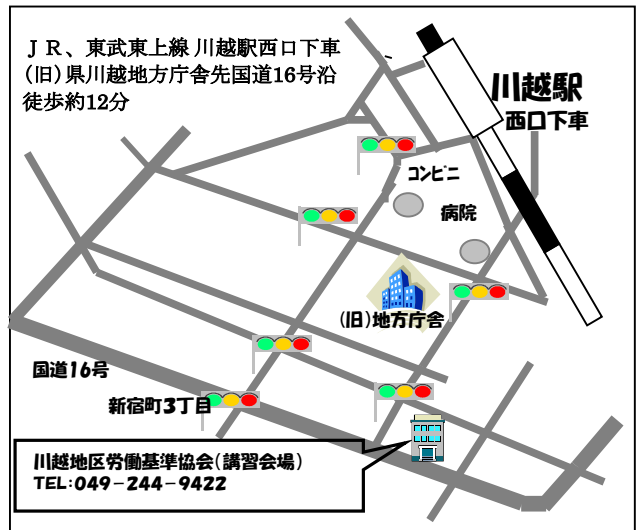 ＪＲ、東武東上線 川越駅西口下車
(旧)県川越地方庁舎先国道16号沿
徒歩約12分
川越駅
西口下車
コンビニ
病院
(旧)地方庁舎
国道16号
新宿町3丁目
川越地区労働基準協会(講習会場)
TEL:049－244－9422